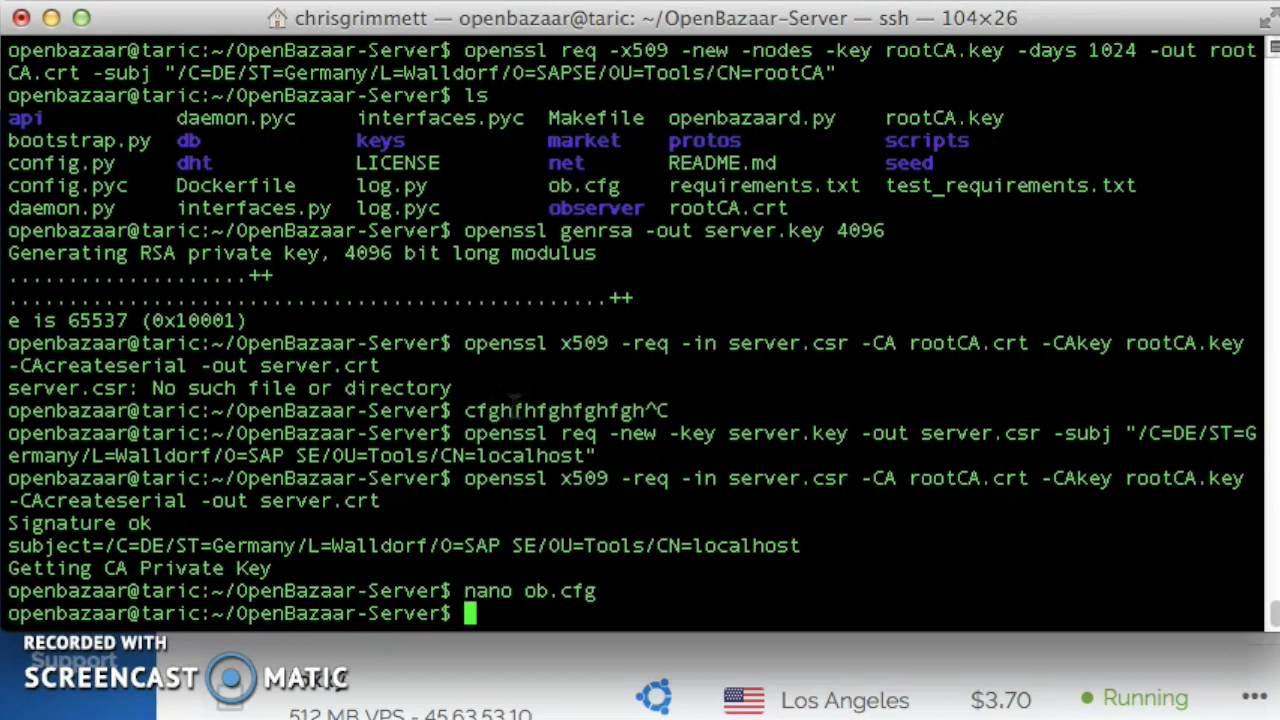 chrisgrimmett — openbazaar@taric: ~/OpenBazaar-Server — ssh — 104×26
openbazaar@taric:~/OpenBazaar-Server$ openssl req -x509 -new -nodes -key rootCA.key -days 1024 -out root
CA.crt -subj "/C=DE/ST=Germany/L=Walldorf/O=SAPSE/OU=Tools/CN=rootCA"
openbazaar@taric:~/OpenBazaar-Server$ ls
api daemon.pyc interfaces.pyc Makefile openbazaard.py rootCA.key
bootstrap.py db keys market protos scripts
config.py dht LICENSE net README.md seed
config.pyc Dockerfile log.py ob.cfg requirements.txt test_requirements.txt
daemon.py interfaces.py log.pyc observer rootCA.crt
openbazaar@taric:~/OpenBazaar-Server$ openssl genrsa -out server.key 4096
Generating RSA private key, 4096 bit long modulus
....................++
..................................................++
e is 65537 (0x10001)
openbazaar@taric:~/OpenBazaar-Server$ openssl x509 -req -in server.csr -CA rootCA.crt -CAkey rootCA.key
-CAcreateserial -out server.crt
server.csr: No such file or directory
openbazaar@taric:~/OpenBazaar-Server$ cfghfhfghfghfgh^C
openbazaar@taric:~/OpenBazaar-Server$ openssl req -new -key server.key -out server.csr -subj "/C=DE/ST=G
ermany/L=Walldorf/O=SAP SE/OU=Tools/CN=localhost"
openbazaar@taric:~/OpenBazaar-Server$ openssl x509 -req -in server.csr -CA rootCA.crt -CAkey rootCA.key
-CAcreateserial -out server.crt
Signature ok
subject=/C=DE/ST=Germany/L=Walldorf/O=SAP SE/OU=Tools/CN=localhost
Getting CA Private Key
openbazaar@taric:~/OpenBazaar-Server$ nano ob.cfg
openbazaar@taric:~/OpenBazaar-Server$
RECORDED WITH
Support
SCREENCAST MATIC
Los Angeles $3.70 Running
512 MB VPS - 45.63.53.10